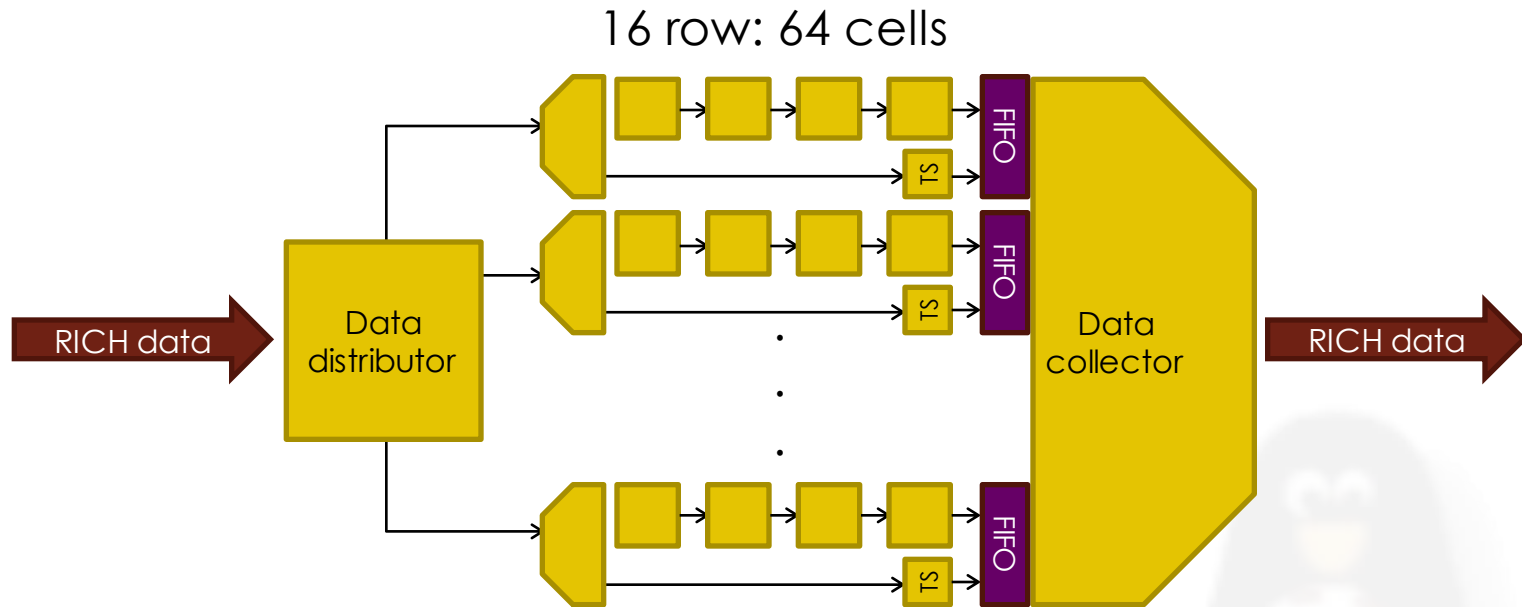 16 row: 64 cells
FIFO
TS
FIFO
TS
RICH data
Data
distributor
Data
collector
RICH data
FIFO
TS